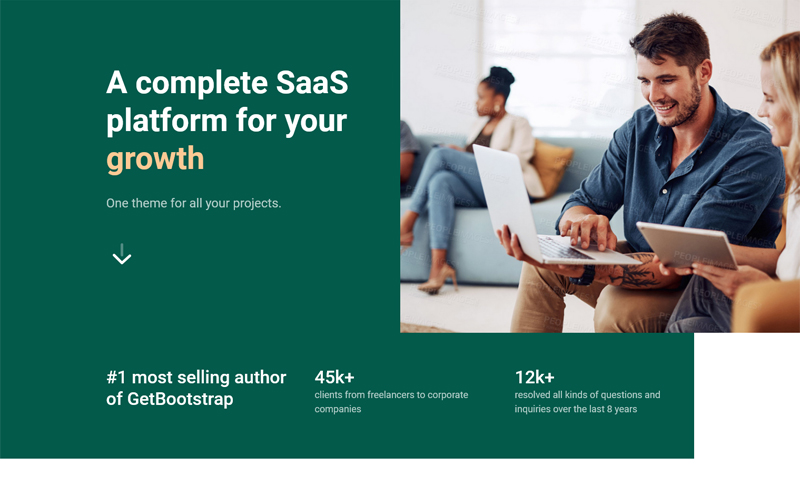 A complete SaaS
platform for your
growth
One theme for all your projects.
#1 most selling author
of GetBootstrap
45k+
clients from freelancers to corporate
companies
12k+
resolved all kinds of questions and
inquiries over the last 8 years